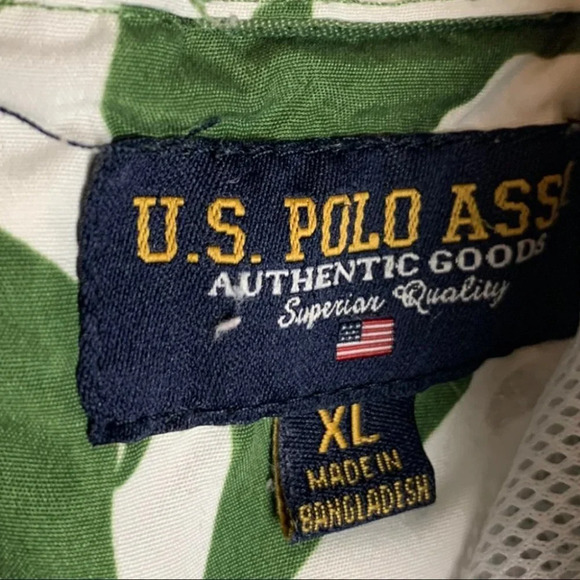 U.S. POLO ASS
AUTHENTIC GOODS
Superior Quality
XL
MADE IN
BANGLADESH